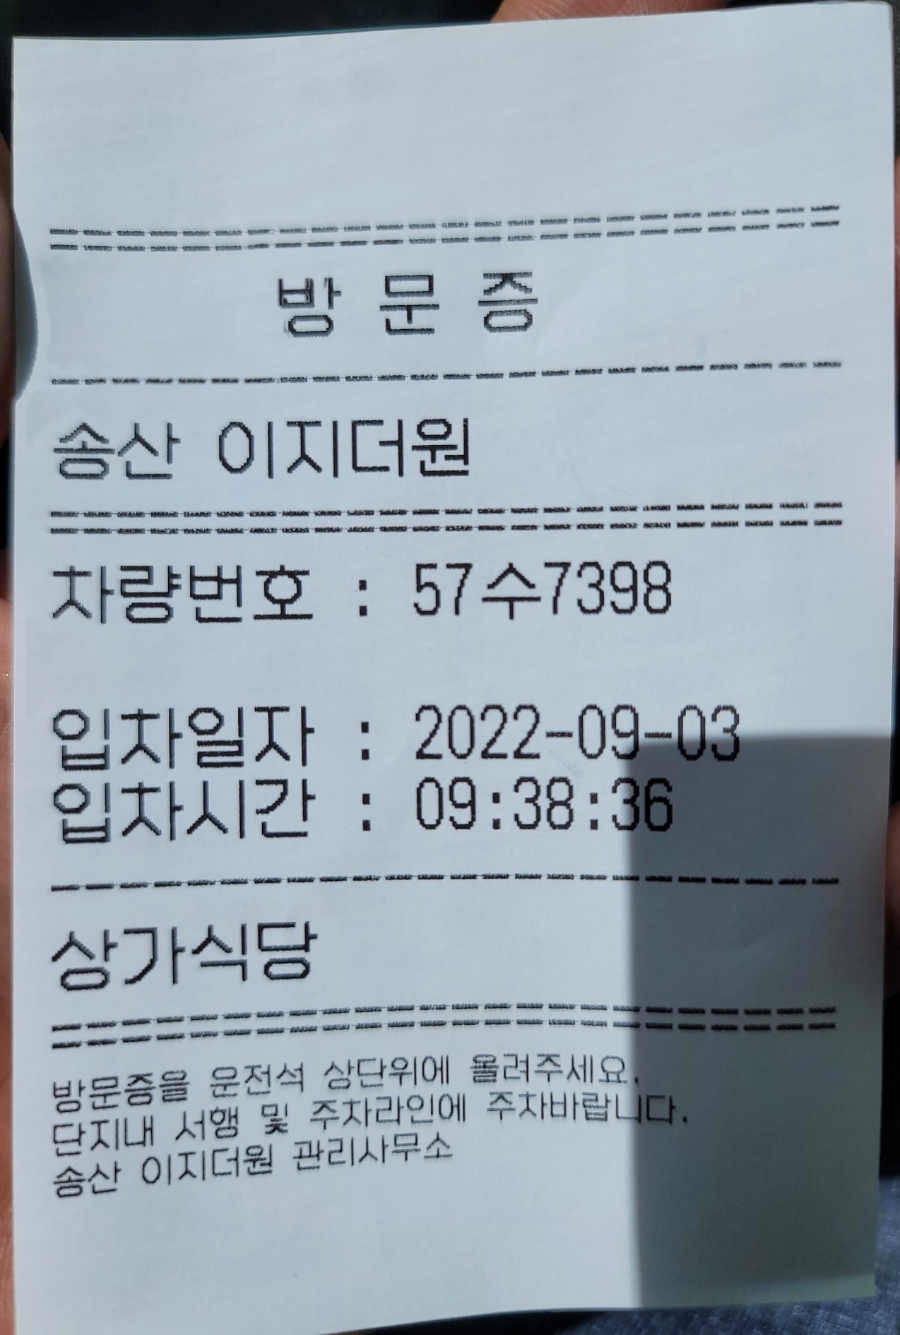 방 문 증
송산 이지더원
차량번호 : 57수7398
입차일자 : 2022-09-03
입차시간 : 09:38:36
상가식당
방문증을 운전석 상단위에 올려주세요.
단지내 서행 및 주차라인에 주차바랍니다.
송산 이지더원 관리사무소